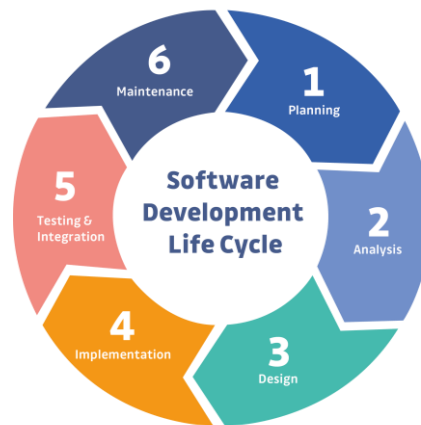 Software
Development
Life Cycle
1
Planning
2
Analysis
3
Design
4
Implementation
5
Testing &
Integration
6
Maintenance